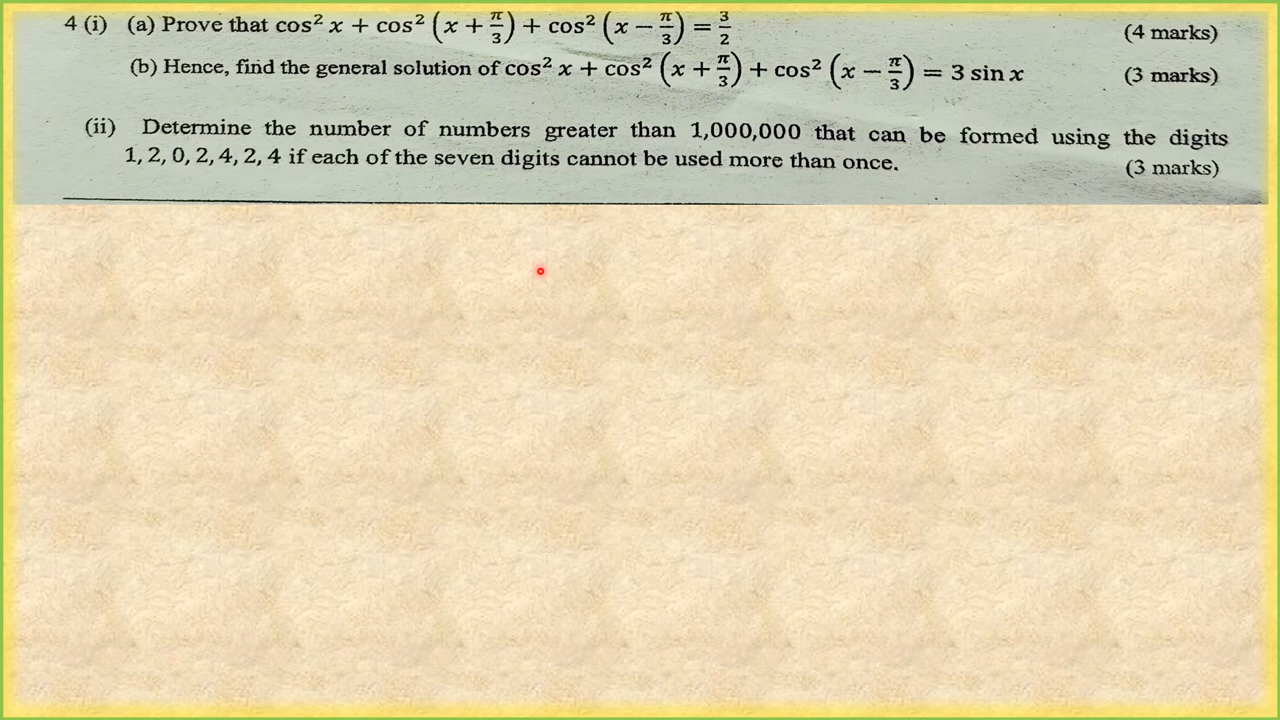 4 (i) (a) Prove that cos² x + cos² (x + π/3) + cos² (x − π/3) = 3/2 (4 marks)
(b) Hence, find the general solution of cos² x + cos² (x + π/3) + cos² (x − π/3) = 3 sin x (3 marks)
(ii) Determine the number of numbers greater than 1,000,000 that can be formed using the digits
1, 2, 0, 2, 4, 2, 4 if each of the seven digits cannot be used more than once. (3 marks)